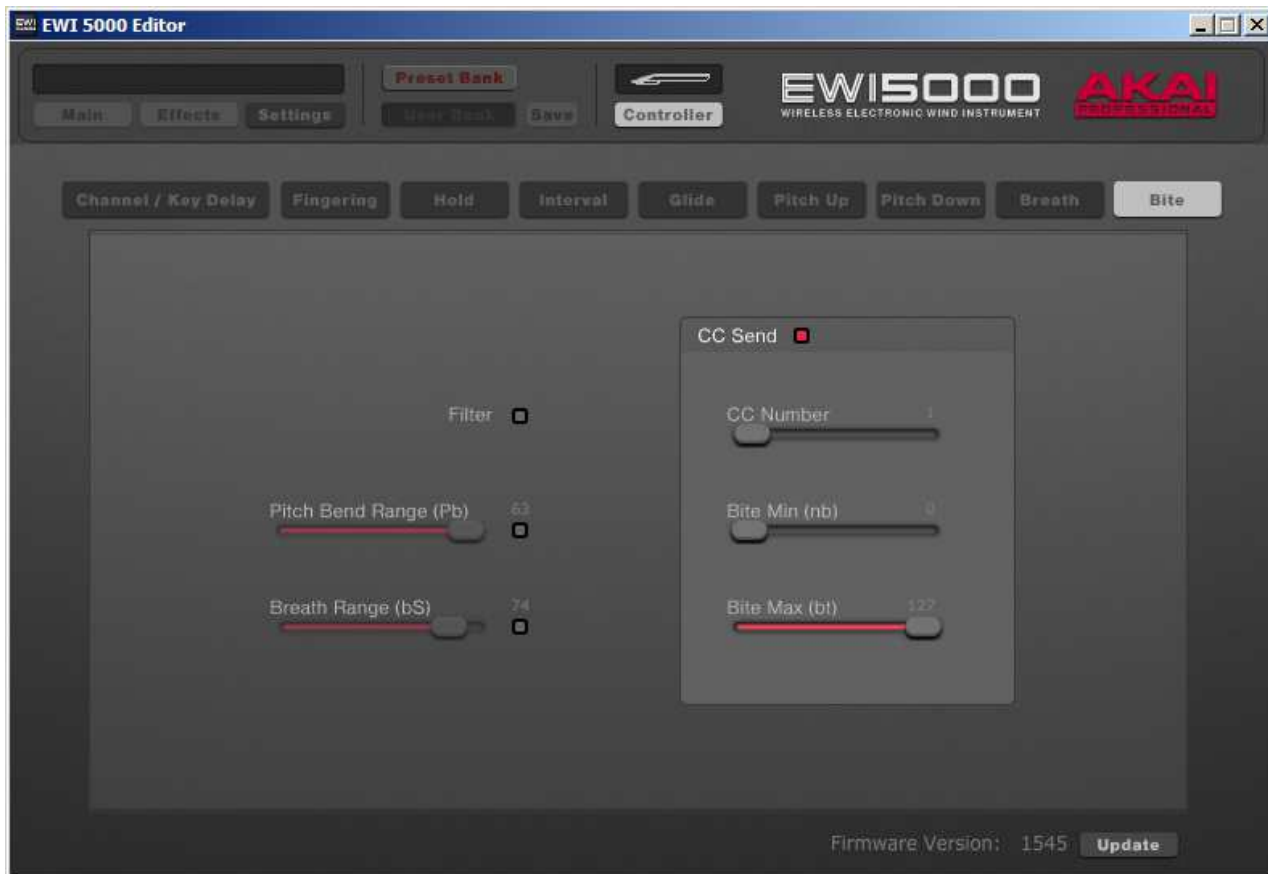 EWI 5000 Editor
Preset Bank
Main Effects Settings User Bank Save Controller
EWI5000
WIRELESS ELECTRONIC WIND INSTRUMENT
AKAI
PROFESSIONAL
Channel / Key Delay Fingering Hold Interval Glide Pitch Up Pitch Down Breath Bite
CC Send
Filter
CC Number 1
Pitch Bend Range (Pb) 63
Bite Min (nb) 0
Breath Range (bS) 74
Bite Max (bt) 127
Firmware Version: 1545 Update